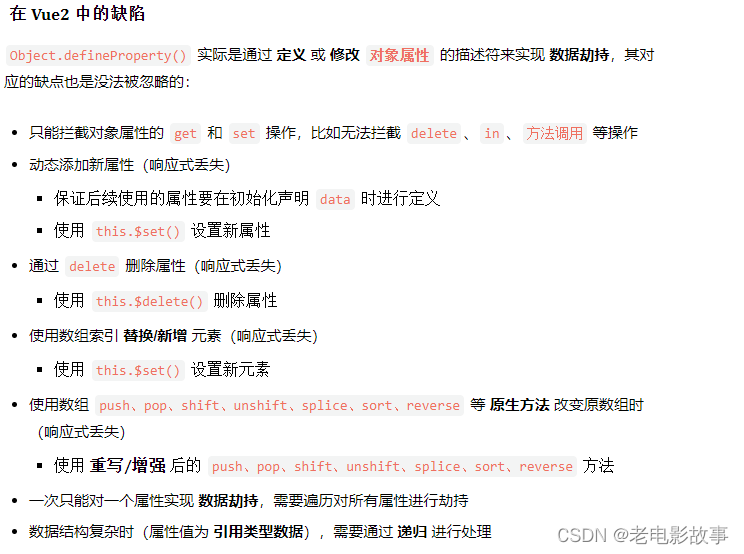 在 Vue2 中的缺陷
Object.defineProperty() 实际是通过 定义 或 修改 对象属性 的描述符来实现 数据劫持，其对
应的缺点也是没法被忽略的：
只能拦截对象属性的 get 和 set 操作，比如无法拦截 delete、in、方法调用 等操作
动态添加新属性（响应式丢失）
保证后续使用的属性要在初始化声明 data 时进行定义
使用 this.$set() 设置新属性
通过 delete 删除属性（响应式丢失）
使用 this.$delete() 删除属性
使用数组索引 替换/新增 元素（响应式丢失）
使用 this.$set() 设置新元素
使用数组 push、pop、shift、unshift、splice、sort、reverse 等 原生方法 改变原数组时
（响应式丢失）
使用 重写/增强 后的 push、pop、shift、unshift、splice、sort、reverse 方法
一次只能对一个属性实现 数据劫持，需要遍历对所有属性进行劫持
数据结构复杂时（属性值为 引用类型数据），需要通过 递归 进行处理
CSDN @老电影故事